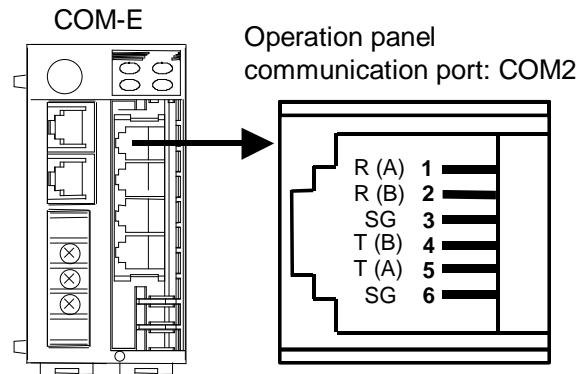 COM-E
Operation panel
communication port: COM2
R (A) 1
R (B) 2
SG 3
T (B) 4
T (A) 5
SG 6